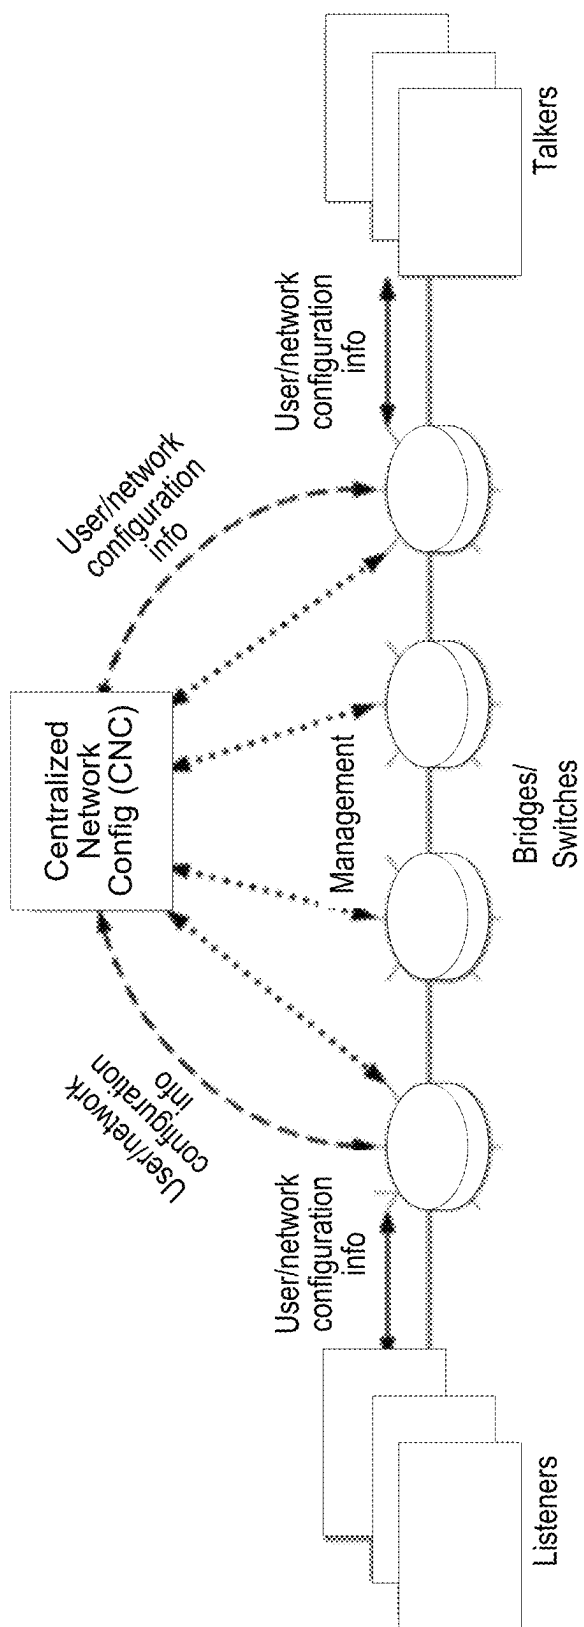 Centralized
Network
Config (CNC)
User/network
configuration
info
User/network
configuration
info
Management
User/network
configuration
info
User/network
configuration
info
Listeners
Bridges/
Switches
Talkers